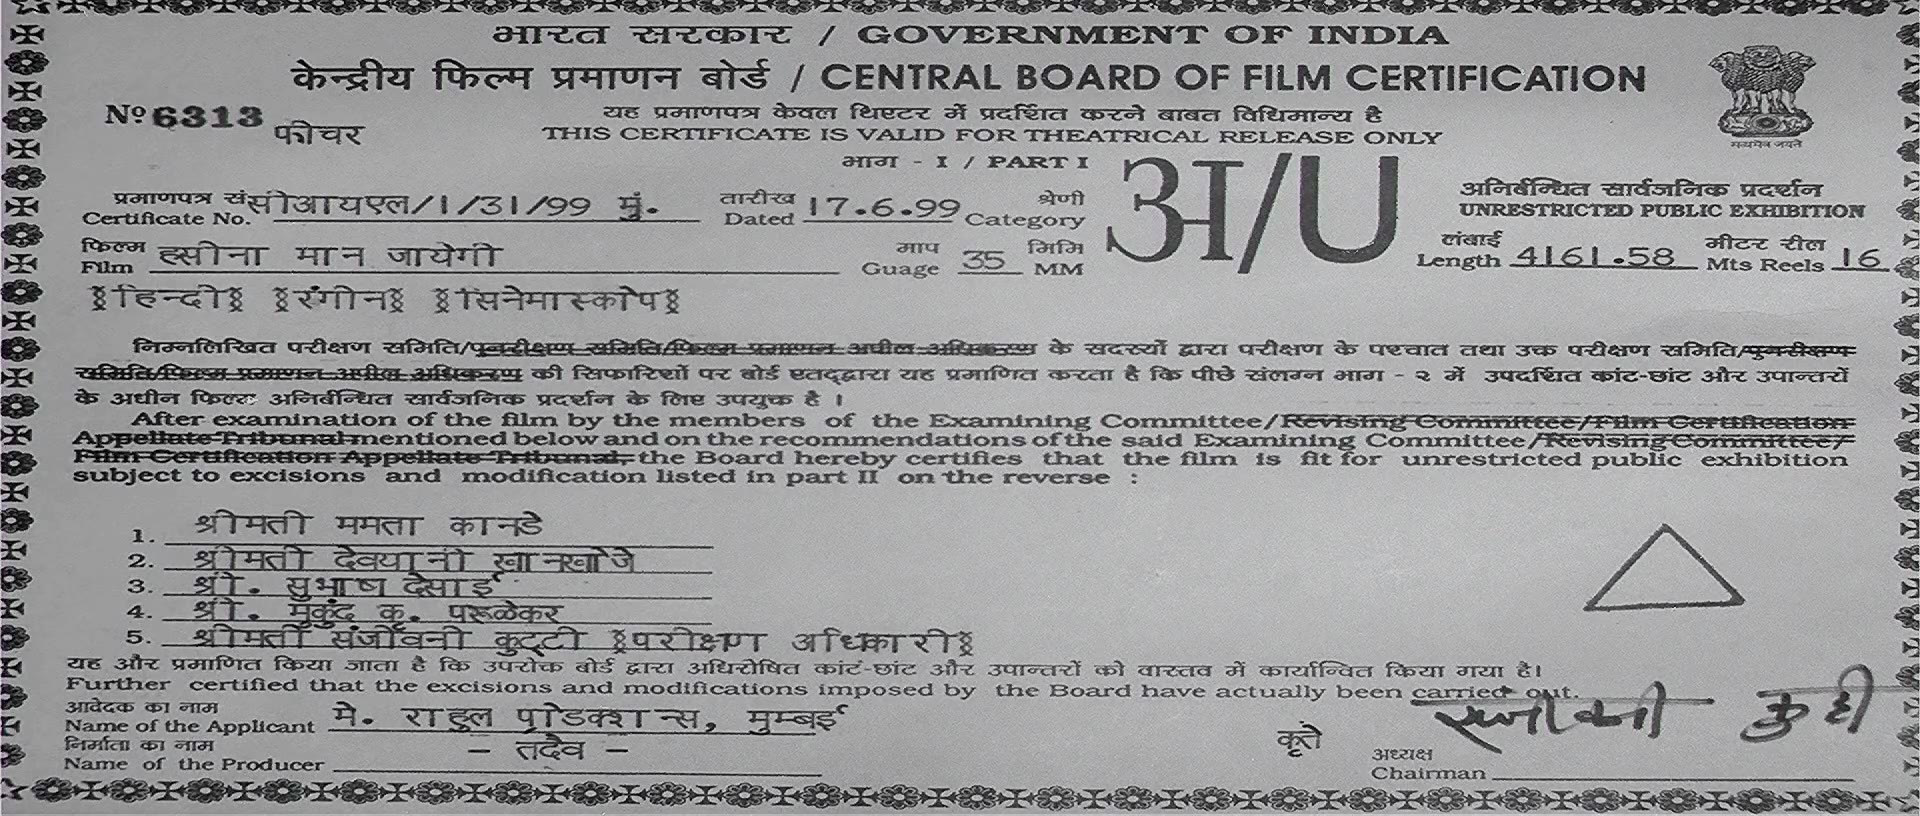 भारत सरकार / GOVERNMENT OF INDIA
केन्द्रीय फिल्म प्रमाणन बोर्ड / CENTRAL BOARD OF FILM CERTIFICATION
सत्यमेव जयते
Nº 6313 फीचर
यह प्रमाणपत्र केवल थिएटर में प्रदर्शित करने बाबत विधिमान्य है
THIS CERTIFICATE IS VALID FOR THEATRICAL RELEASE ONLY
भाग - I / PART I
प्रमाणपत्र सं सीआयएल/1/31/99 मुं.
Certificate No.
तारीख
Dated 17.6.99
श्रेणी
Category
अ/U
अनिर्बन्धित सार्वजनिक प्रदर्शन
UNRESTRICTED PUBLIC EXHIBITION
फिल्म
Film हसीना मान जायेगी
माप
Guage 35 मिमि
MM
लंबाई
Length 4161.58 मीटर रील
Mts Reels 16
हिन्दी रंगीन सिनेमास्कोप
निम्नलिखित परीक्षण समिति/पुनरीक्षण समिति/फिल्म प्रमाणन अपील अधिकरण के सदस्यों द्वारा परीक्षण के पश्चात तथा उक्त परीक्षण समिति/पुनरीक्षण
समिति/फिल्म प्रमाणन अपील अधिकरण की सिफारिशों पर बोर्ड एतद्द्वारा यह प्रमाणित करता है कि पीछे संलग्न भाग - २ में उपदर्शित कांट-छांट और उपान्तरों
के अधीन फिल्म अनिर्बन्धित सार्वजनिक प्रदर्शन के लिए उपयुक्त है ।
After examination of the film by the members of the Examining Committee/Revising Committee/Film Certification
Appellate Tribunal mentioned below and on the recommendations of the said Examining Committee/Revising Committee/
Film Certification Appellate Tribunal, the Board hereby certifies that the film is fit for unrestricted public exhibition
subject to excisions and modification listed in part II on the reverse :
1. श्रीमती ममता कानडे
2. श्रीमती देवयानी खानखोजे
3. श्री. सुभाष देसाई
4. श्री. मुकुंद कृ. परूळेकर
5. श्रीमती संजीवनी कुट्टी परीक्षण अधिकारी
यह और प्रमाणित किया जाता है कि उपरोक्त बोर्ड द्वारा अधिरोषित कांट-छांट और उपान्तरों को वास्तव में कार्यान्वित किया गया है।
Further certified that the excisions and modifications imposed by the Board have actually been carried out.
आवेदक का नाम
Name of the Applicant मे. राहुल प्रोडक्शन्स, मुम्बई
निर्माता का नाम
Name of the Producer - तदैव -
संजीवनी कुट्टी
कृते
अध्यक्ष
Chairman